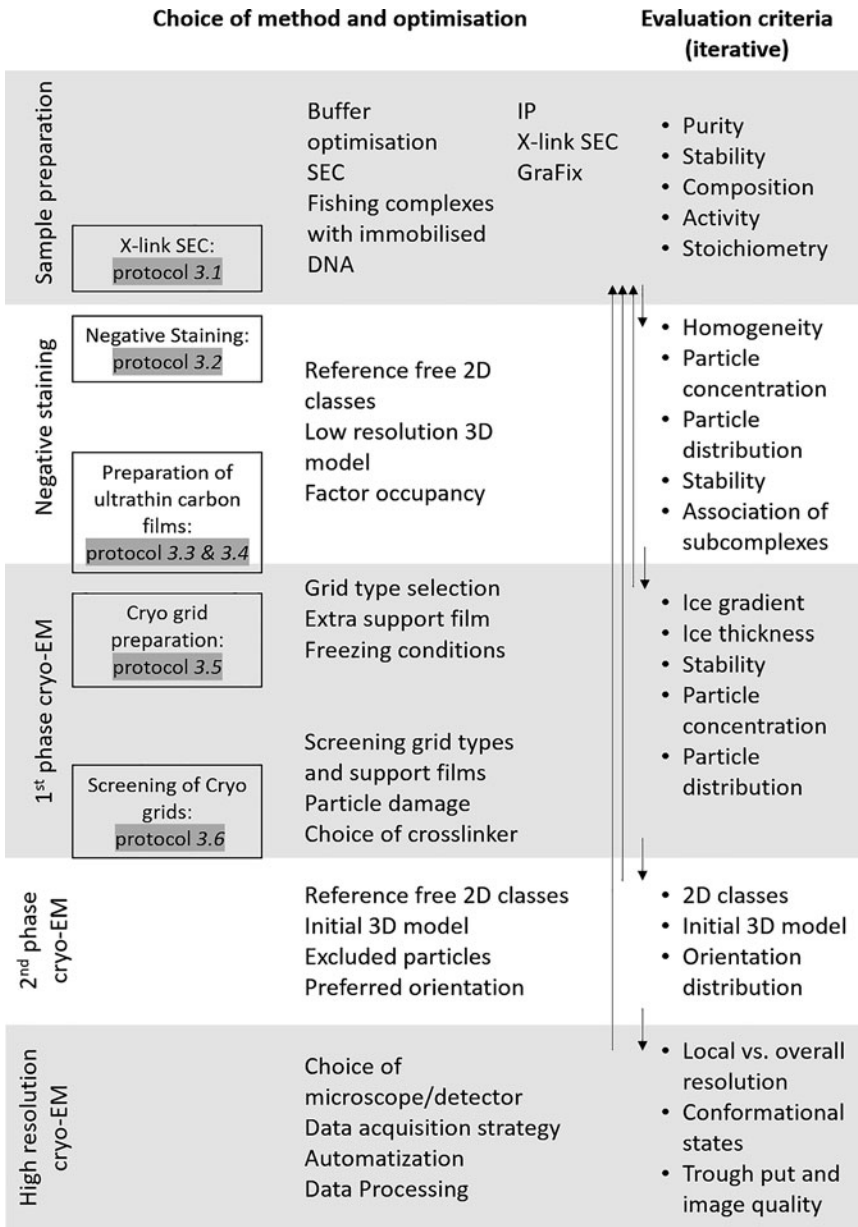 Choice of method and optimisation
Evaluation criteria
(iterative)
Sample preparation
X-link SEC:
protocol 3.1
Buffer
optimisation
SEC
Fishing complexes
with immobilised
DNA
IP
X-link SEC
GraFix
• Purity
• Stability
• Composition
• Activity
• Stoichiometry
Negative staining
Negative Staining:
protocol 3.2
Preparation of
ultrathin carbon
films:
protocol 3.3 & 3.4
Reference free 2D
classes
Low resolution 3D
model
Factor occupancy
• Homogeneity
• Particle
concentration
• Particle
distribution
• Stability
• Association of
subcomplexes
1st phase cryo-EM
Cryo grid
preparation:
protocol 3.5
Screening of Cryo
grids:
protocol 3.6
Grid type selection
Extra support film
Freezing conditions
Screening grid types
and support films
Particle damage
Choice of crosslinker
• Ice gradient
• Ice thickness
• Stability
• Particle
concentration
• Particle
distribution
2nd phase
cryo-EM
Reference free 2D classes
Initial 3D model
Excluded particles
Preferred orientation
• 2D classes
• Initial 3D model
• Orientation
distribution
High resolution
cryo-EM
Choice of
microscope/detector
Data acquisition strategy
Automatization
Data Processing
• Local vs. overall
resolution
• Conformational
states
• Trough put and
image quality